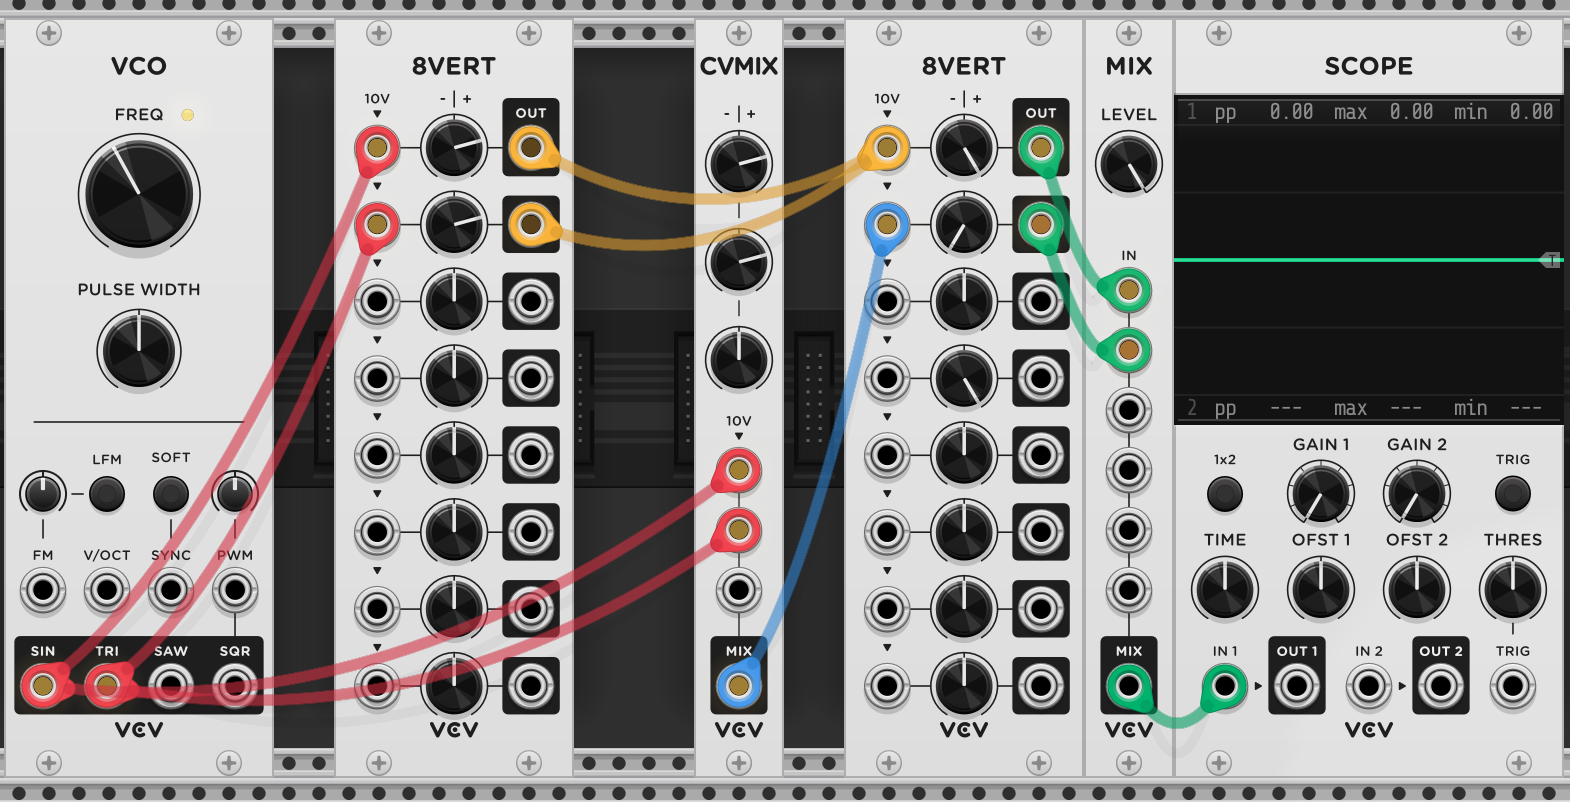 VCO
FREQ
PULSE WIDTH
LFM
SOFT
FM
V/OCT
SYNC
PWM
SIN
TRI
SAW
SQR
VCV
8VERT
10V
- | +
OUT
VCV
CVMIX
- | +
10V
MIX
VCV
8VERT
10V
- | +
OUT
VCV
MIX
LEVEL
IN
MIX
VCV
SCOPE
1 pp 0.00 max 0.00 min 0.00
T
2 pp --- max --- min ---
1x2
GAIN 1
GAIN 2
TRIG
TIME
OFST 1
OFST 2
THRES
IN 1
OUT 1
IN 2
OUT 2
TRIG
VCV